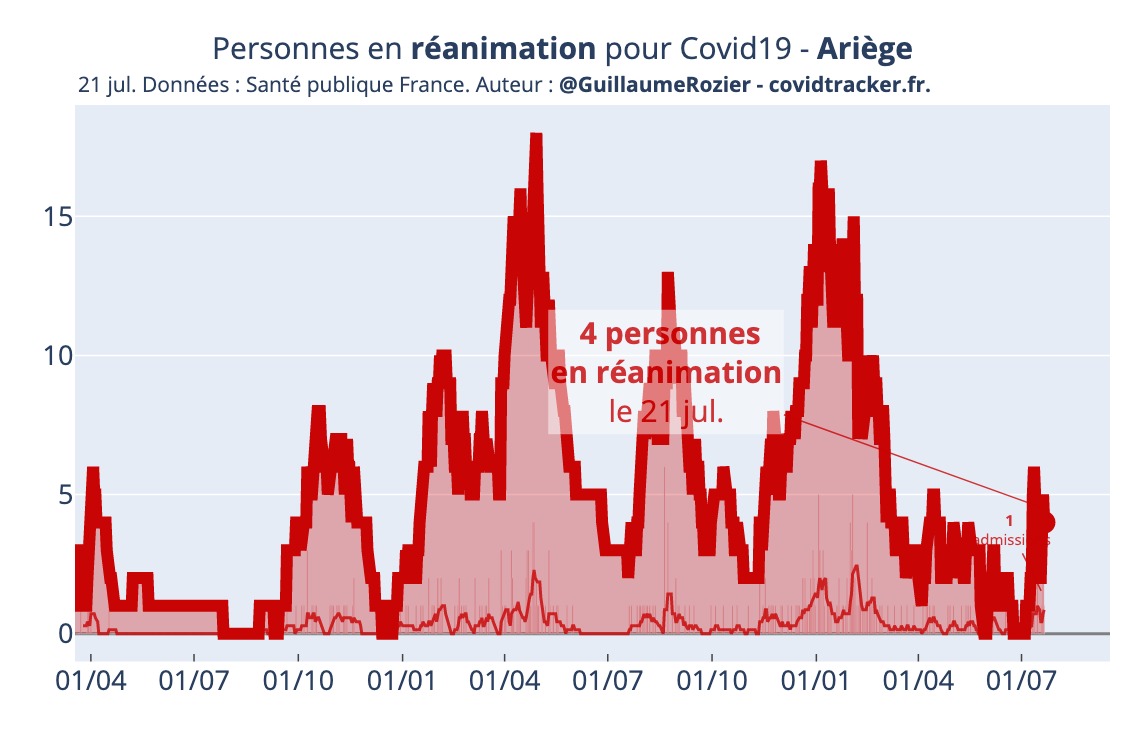 Personnes en réanimation pour Covid19 - Ariège
21 jul. Données : Santé publique France. Auteur : @GuillaumeRozier - covidtracker.fr.
15
10
5
0
4 personnes
en réanimation
le 21 jul.
1
admissions
01/04 01/07 01/10 01/01 01/04 01/07 01/10 01/01 01/04 01/07